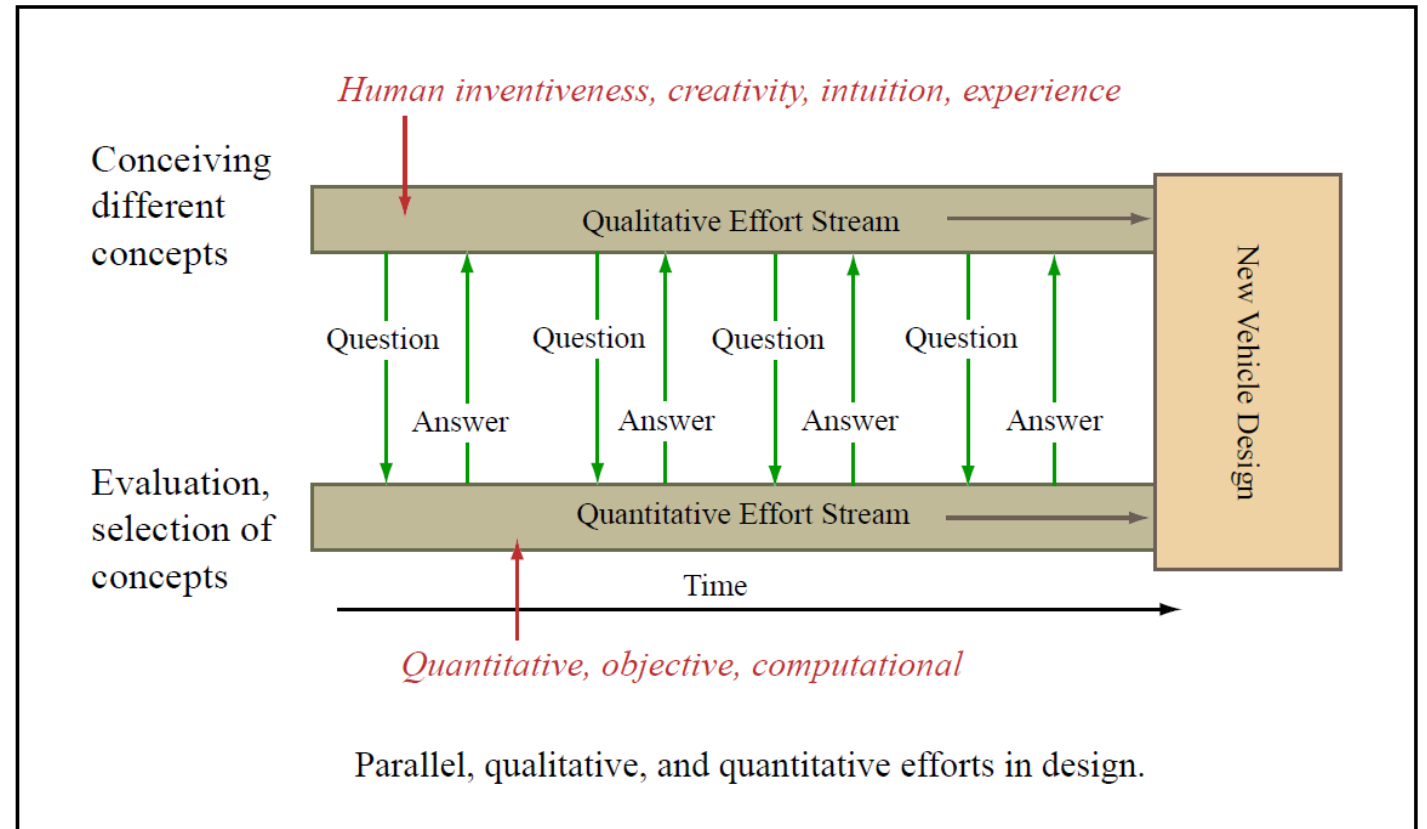 Human inventiveness, creativity, intuition, experience
Conceiving
different
concepts
Qualitative Effort Stream
Question
Question
Question
Question
Answer
Answer
Answer
Answer
New Vehicle Design
Evaluation,
selection of
concepts
Quantitative Effort Stream
Time
Quantitative, objective, computational
Parallel, qualitative, and quantitative efforts in design.